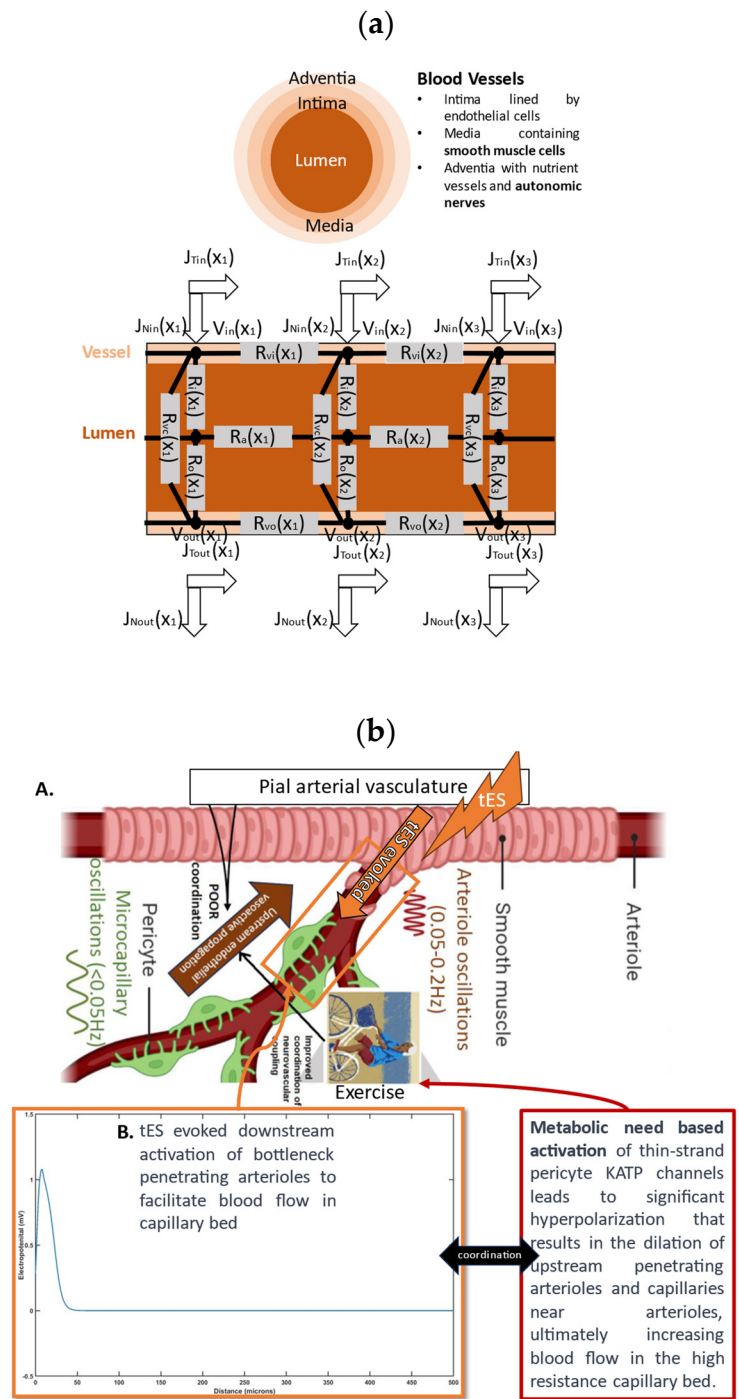 (a)
Adventia
Intima
Lumen
Media
Blood Vessels
• Intima lined by
endothelial cells
• Media containing
smooth muscle cells
• Adventia with nutrient
vessels and autonomic
nerves
JTin(x1) JTin(x2) JTin(x3)
JNin(x1) Vin(x1) JNin(x2) Vin(x2) JNin(x3) Vin(x3)
Vessel
Rvi(x1) Rvi(x2)
Ri(x1) Ri(x2) Ri(x3)
Rvc(x1) Rvc(x2) Rvc(x3)
Lumen
Ra(x1) Ra(x2)
Ro(x1) Ro(x2) Ro(x3)
Rvo(x1) Rvo(x2)
Vout(x1) Vout(x2) Vout(x3)
JTout(x1) JTout(x2) JTout(x3)
JNout(x1) JNout(x2) JNout(x3)
(b)
A.
Pial arterial vasculature
tES
tES evoked
POOR
coordination
Upstream endothelial
vasoactive propagation
Microcapillary
oscillations (<0.05Hz)
Pericyte
Arteriole oscillations
(0.05-0.2Hz)
Smooth muscle
Arteriole
Improved
coordination of
neurovascular
coupling
Exercise
B. tES evoked downstream
activation of bottleneck
penetrating arterioles to
facilitate blood flow in
capillary bed
1.5
1
0.5
0
-0.5
Electropotenital (mV)
0 50 100 150 200 250 300 350 400 450 500
Distance (microns)
coordination
Metabolic need based
activation of thin-strand
pericyte KATP channels
leads to significant
hyperpolarization that
results in the dilation of
upstream penetrating
arterioles and capillaries
near arterioles,
ultimately increasing
blood flow in the high
resistance capillary bed.